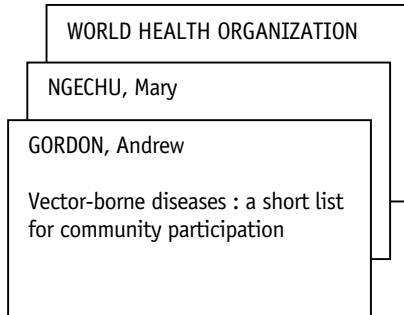 WORLD HEALTH ORGANIZATION
NGECHU, Mary
GORDON, Andrew
Vector-borne diseases : a short list
for community participation